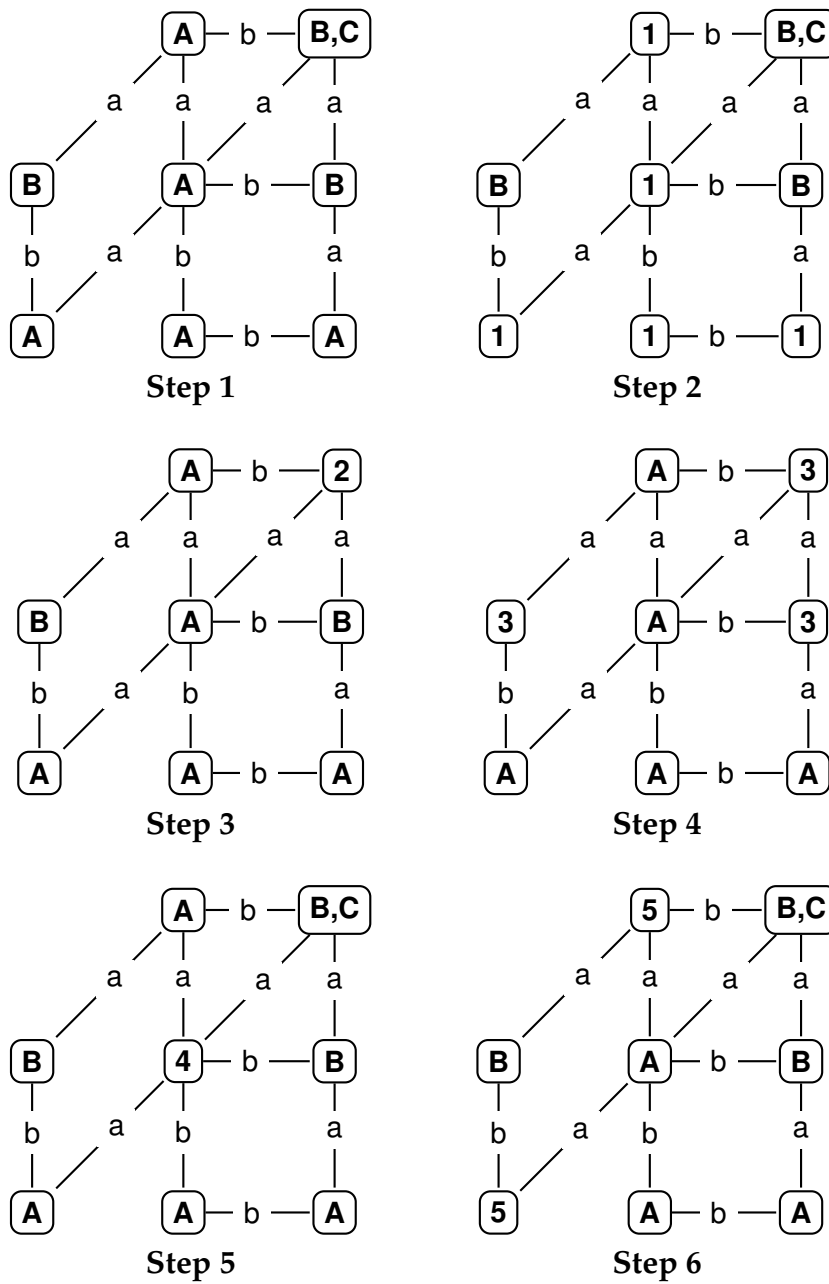 A b B,C 1 b B,C
a a a a a a a a
B A b B B 1 b B
b a b a b a b a
A A b A 1 1 b 1
Step 1 Step 2
A b 2 A b 3
a a a a a a a a
B A b B 3 A b 3
b a b a b a b a
A A b A A A b A
Step 3 Step 4
A b B,C 5 b B,C
a a a a a a a a
B 4 b B B A b B
b a b a b a b a
A A b A 5 A b A
Step 5 Step 6